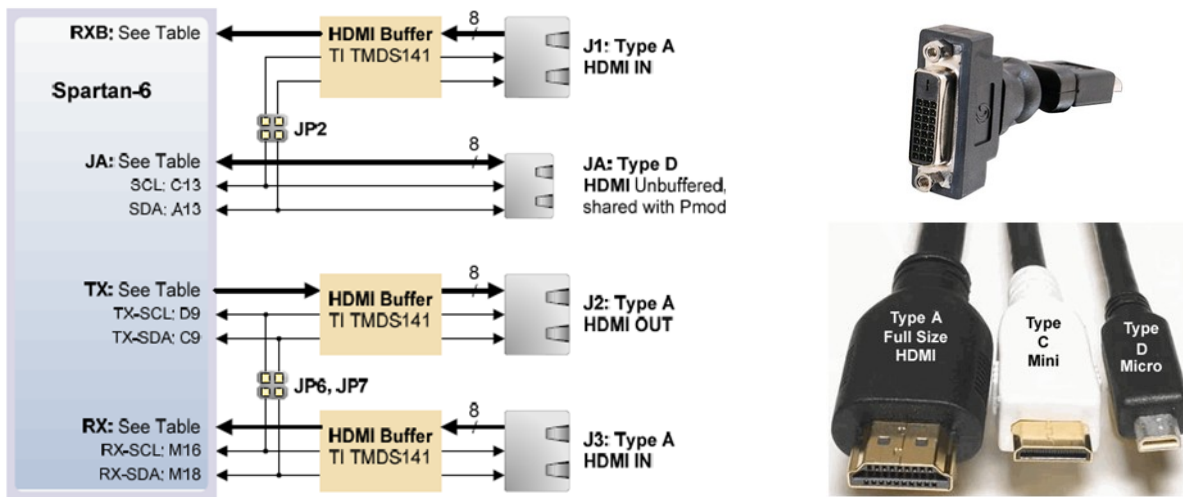 RXB: See Table
Spartan-6
JA: See Table
SCL: C13
SDA: A13
TX: See Table
TX-SCL: D9
TX-SDA: C9
RX: See Table
RX-SCL: M16
RX-SDA: M18
HDMI Buffer
TI TMDS141
8
J1: Type A
HDMI IN
JP2
8
JA: Type D
HDMI Unbuffered,
shared with Pmod
HDMI Buffer
TI TMDS141
8
J2: Type A
HDMI OUT
JP6, JP7
HDMI Buffer
TI TMDS141
8
J3: Type A
HDMI IN
Type A
Full Size
HDMI
Type
C
Mini
Type
D
Micro